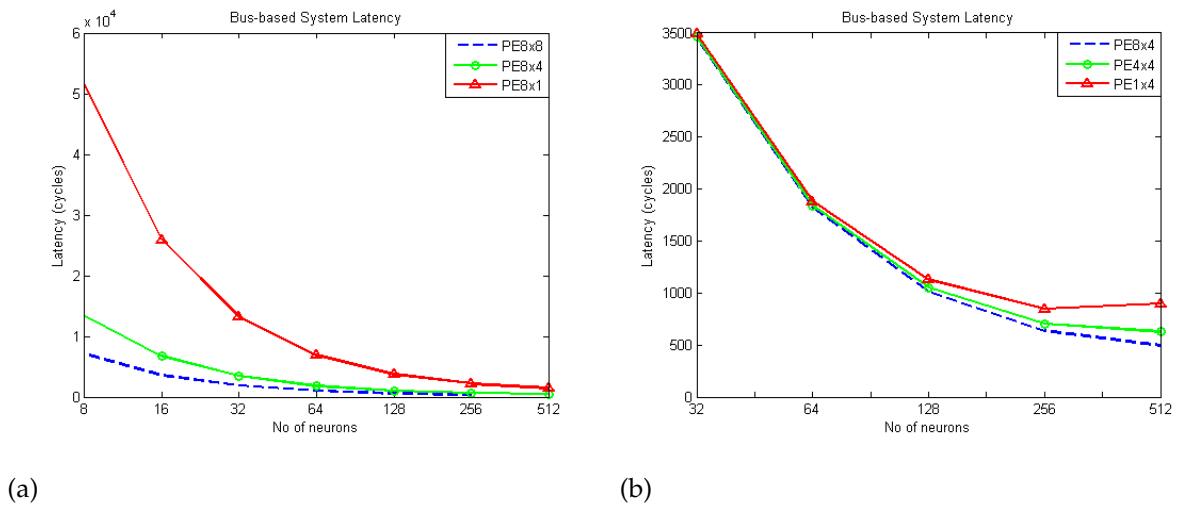 Bus-based System Latency
x 10⁴
6
5
4
3
2
1
0
Latency (cycles)
8 16 32 64 128 256 512
No of neurons
PE8x8
PE8x4
PE8x1
(a)
Bus-based System Latency
3500
3000
2500
2000
1500
1000
500
0
Latency (cycles)
32 64 128 256 512
No of neurons
PE8x4
PE4x4
PE1x4
(b)